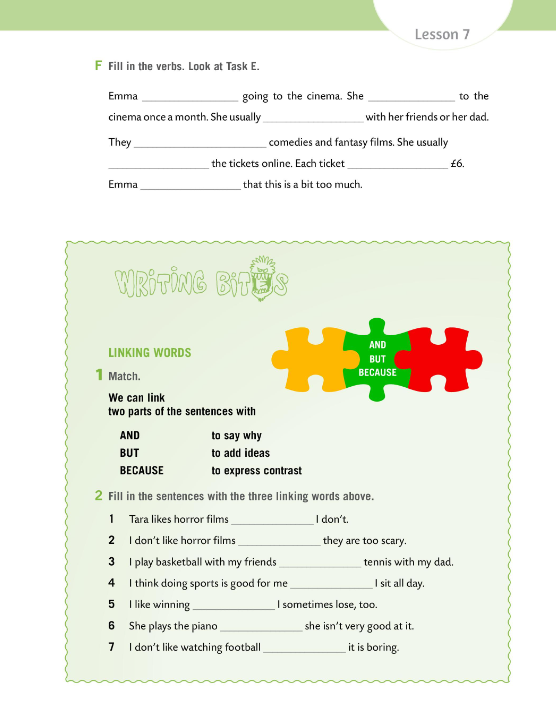 Lesson 7
F Fill in the verbs. Look at Task E.
Emma ________________ going to the cinema. She ________________ to the
cinema once a month. She usually ________________ with her friends or her dad.
They ________________ comedies and fantasy films. She usually
________________ the tickets online. Each ticket ________________ £6.
Emma ________________ that this is a bit too much.
WRITING BITES
AND
BUT
BECAUSE
LINKING WORDS
1 Match.
We can link
two parts of the sentences with
AND to say why
BUT to add ideas
BECAUSE to express contrast
2 Fill in the sentences with the three linking words above.
1 Tara likes horror films ______________ I don't.
2 I don't like horror films ______________ they are too scary.
3 I play basketball with my friends ______________ tennis with my dad.
4 I think doing sports is good for me ______________ I sit all day.
5 I like winning ______________ I sometimes lose, too.
6 She plays the piano ______________ she isn't very good at it.
7 I don't like watching football ______________ it is boring.